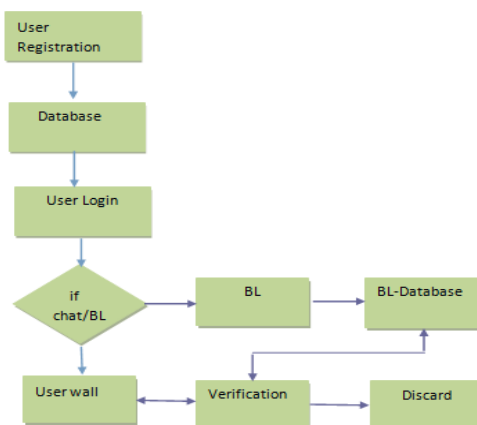 User
Registration
Database
User Login
if
chat/BL
BL
BL-Database
User wall
Verification
Discard